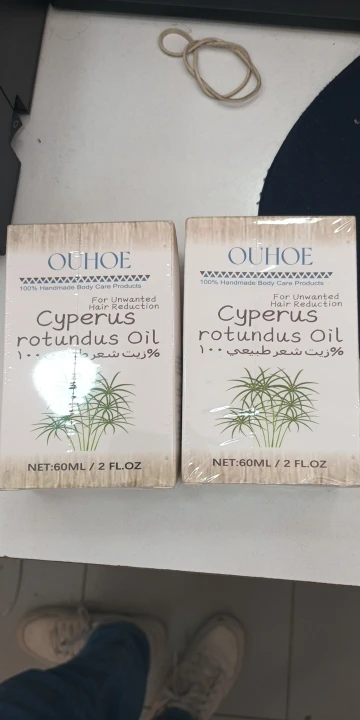 OUHOE
100% Handmade Body Care Products
For Unwanted
Hair Reduction
Cyperus
rotundus Oil
%زيت شعر طبيعي ١٠٠
NET:60ML / 2 FL.OZ
OUHOE
100% Handmade Body Care Products
For Unwanted
Hair Reduction
Cyperus
rotundus Oil
%زيت شعر طبيعي ١٠٠
NET:60ML / 2 FL.OZ